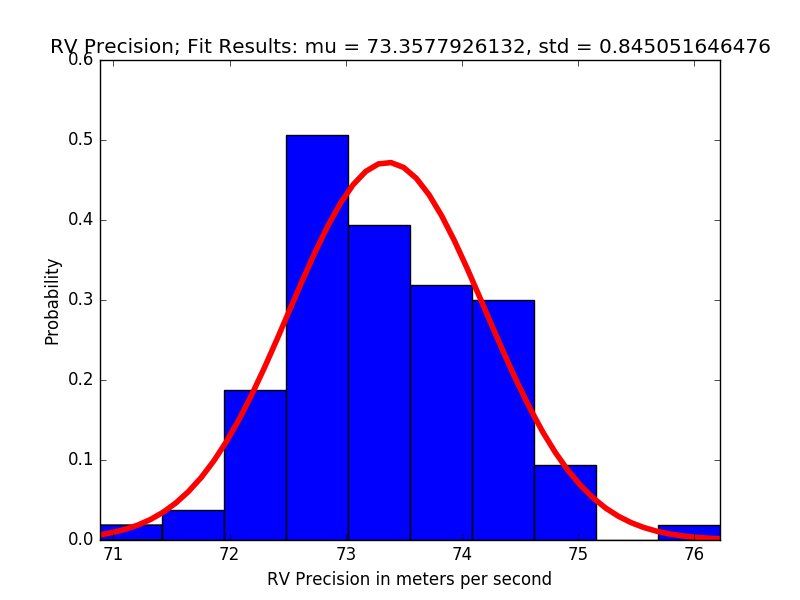 RV Precision; Fit Results: mu = 73.3577926132, std = 0.845051646476
0.6
0.5
0.4
0.3
0.2
0.1
0.0
Probability
71 72 73 74 75 76
RV Precision in meters per second